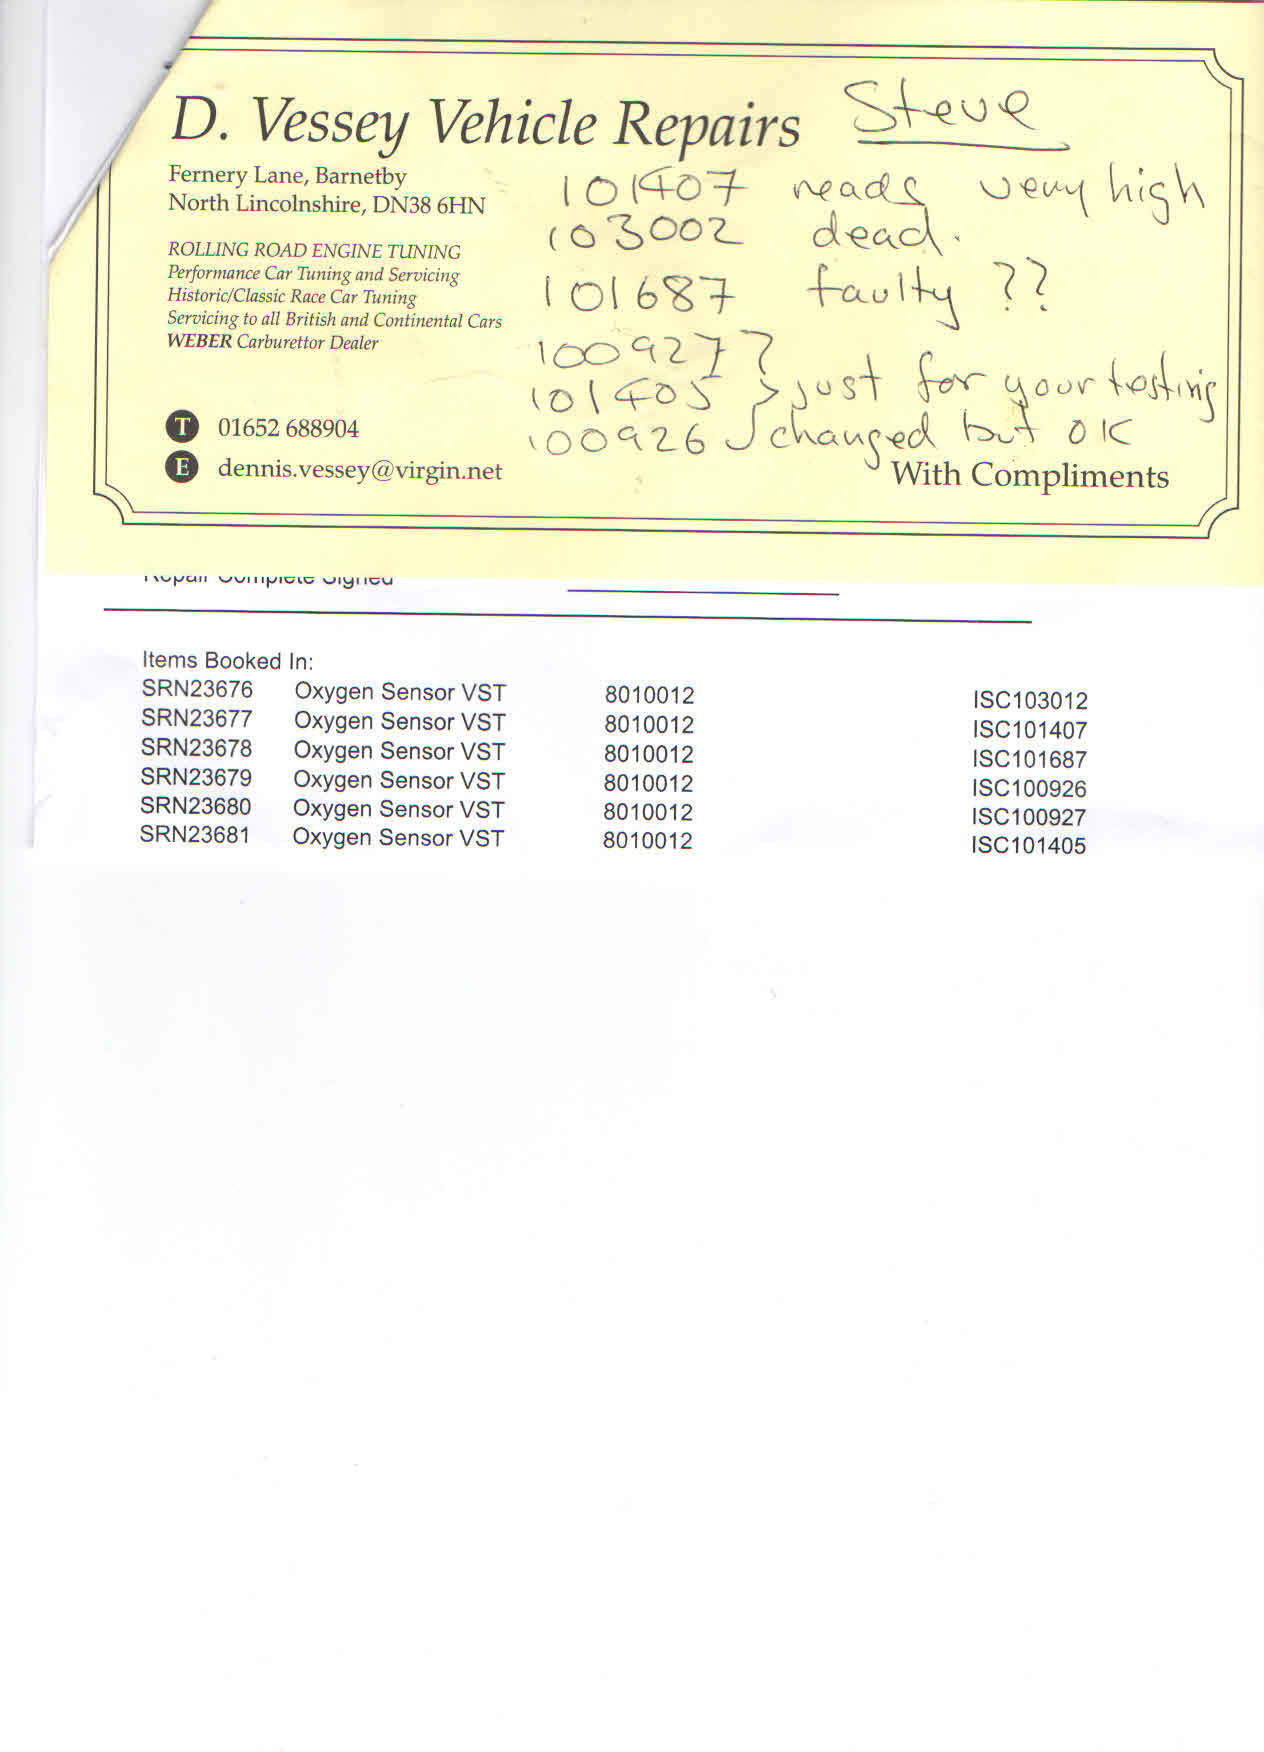 D. Vessey Vehicle Repairs Steve
Fernery Lane, Barnetby
North Lincolnshire, DN38 6HN
101407 reads very high
103002 dead.
ROLLING ROAD ENGINE TUNING
Performance Car Tuning and Servicing
Historic/Classic Race Car Tuning
Servicing to all British and Continental Cars
WEBER Carburettor Dealer
101687 faulty ??
100927
101405 just for your testing
100926 changed but OK
T 01652 688904
E dennis.vessey@virgin.net
With Compliments
Repair Complete Signed
Items Booked In:
SRN23676 Oxygen Sensor VST 8010012 ISC103012
SRN23677 Oxygen Sensor VST 8010012 ISC101407
SRN23678 Oxygen Sensor VST 8010012 ISC101687
SRN23679 Oxygen Sensor VST 8010012 ISC100926
SRN23680 Oxygen Sensor VST 8010012 ISC100927
SRN23681 Oxygen Sensor VST 8010012 ISC101405